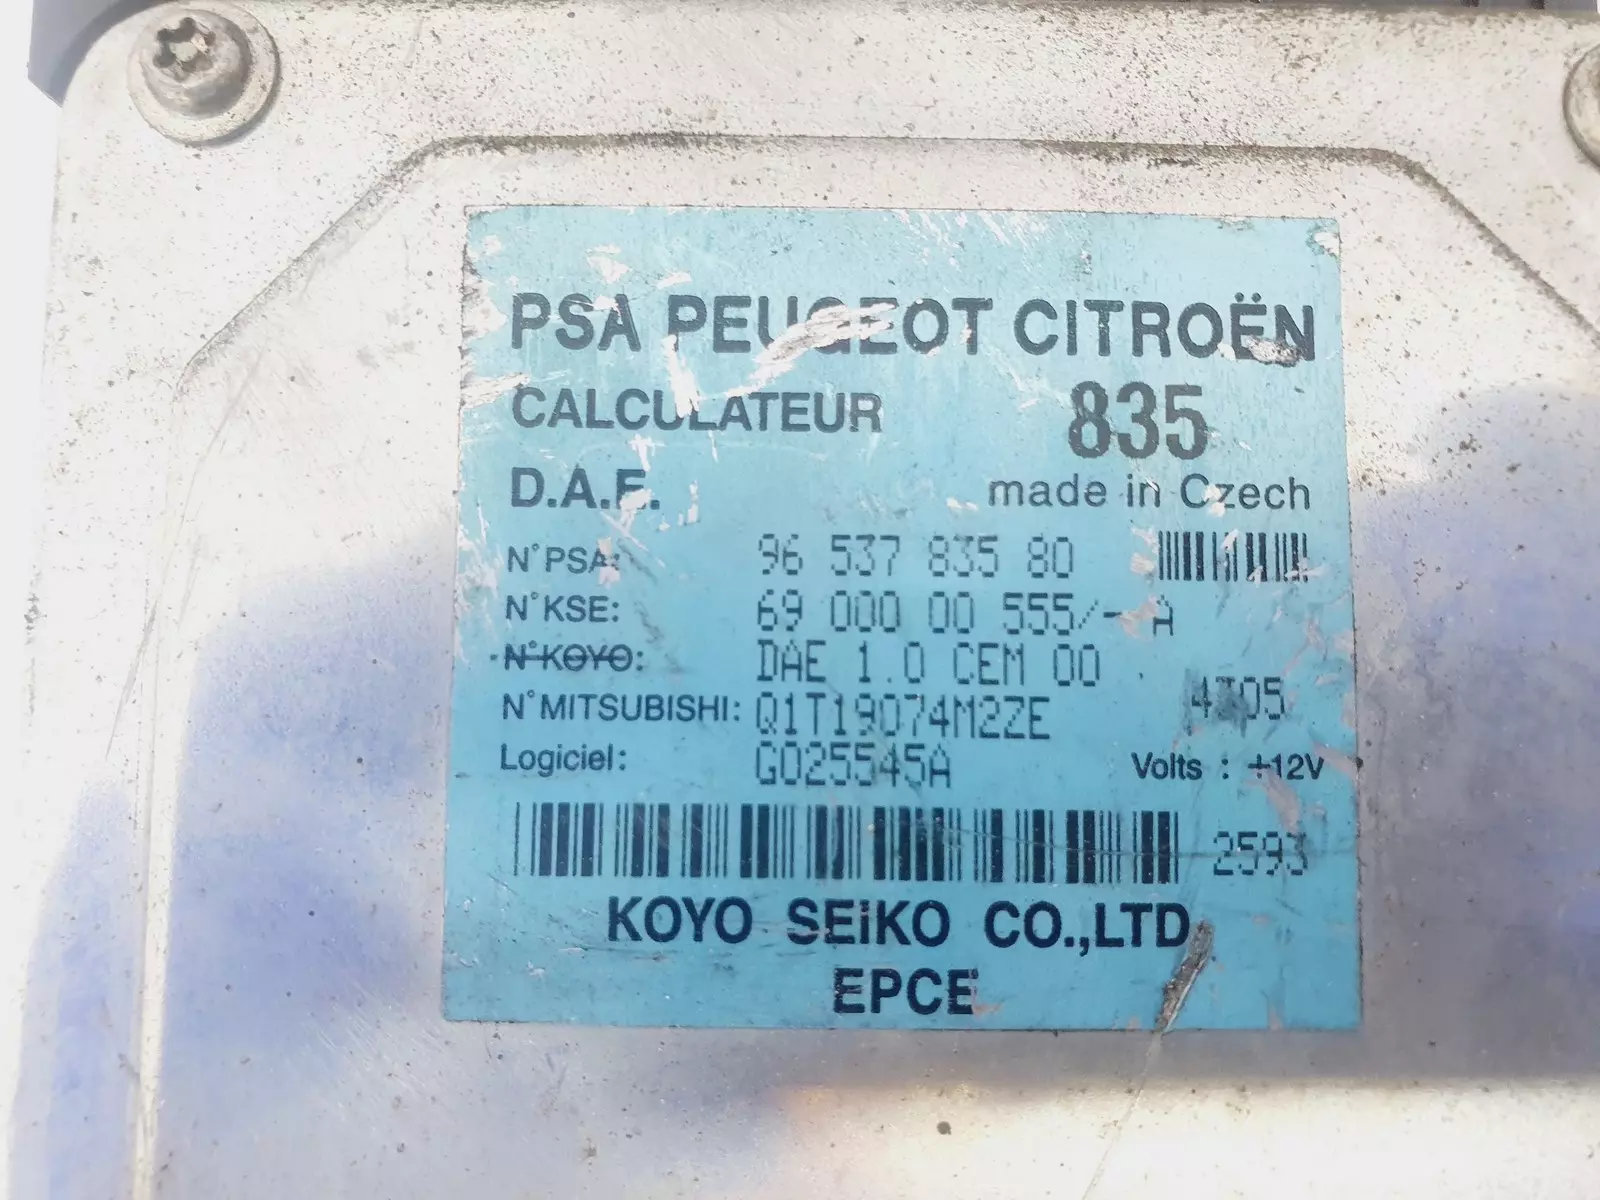 PSA PEUGEOT CITROËN
CALCULATEUR 835
D.A.E. made in Czech
N° PSA: 96 537 835 80
N° KSE: 69 000 00 555/- A
N° KOYO: DAE 1.0 CEM 00
N° MITSUBISHI: Q1T19074M2ZE
Logiciel: G025545A Volts : +12V
2593
KOYO SEiKO CO.,LTD
EPCE